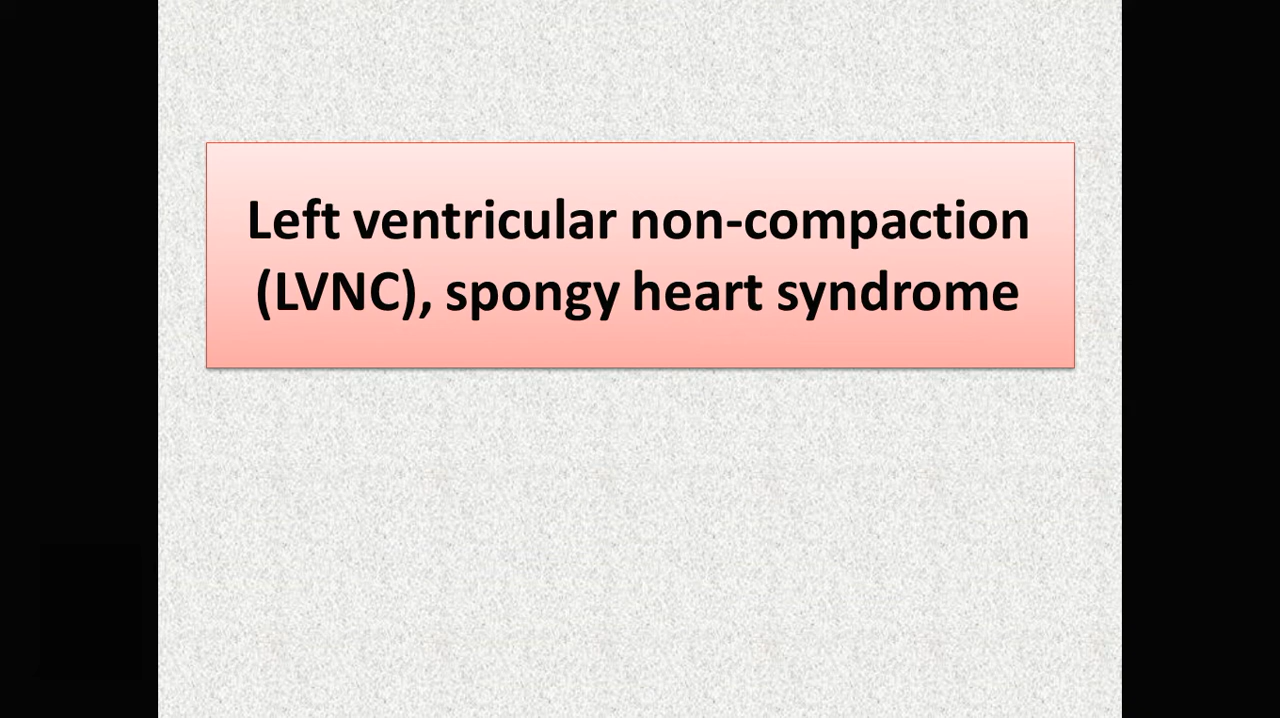 Left ventricular non-compaction
(LVNC), spongy heart syndrome